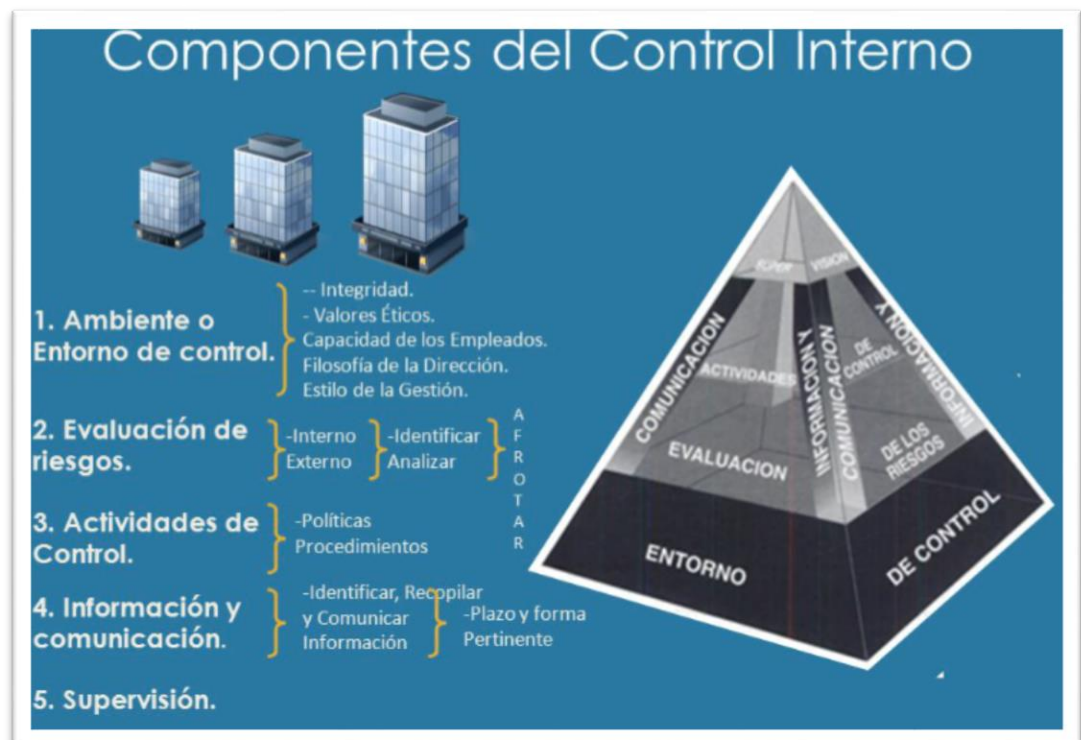 Componentes del Control Interno
1. Ambiente o
Entorno de control.
-- Integridad.
- Valores Éticos.
Capacidad de los Empleados.
Filosofía de la Dirección.
Estilo de la Gestión.
2. Evaluación de
riesgos.
-Interno
Externo
-Identificar
Analizar
A
F
R
O
T
A
R
3. Actividades de
Control.
-Políticas
Procedimientos
4. Información y
comunicación.
-Identificar, Recopilar
y Comunicar
Información
-Plazo y forma
Pertinente
5. Supervisión.
SUPER VISION
COMUNICACION
ACTIVIDADES
DE
CONTROL
INFORMACION Y
COMUNICACION
INFORMACION Y
EVALUACION
DE LOS
RIESGOS
ENTORNO
DE CONTROL